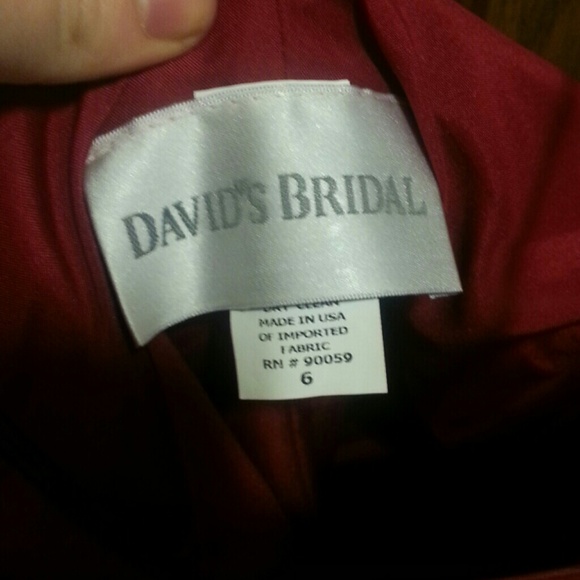 DAVID'S BRIDAL
DRY CLEAN
MADE IN USA
OF IMPORTED
FABRIC
RN # 90059
6